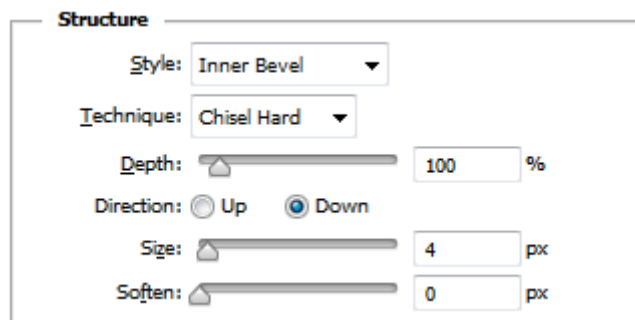 Structure
Style: Inner Bevel
Technique: Chisel Hard
Depth: 100 %
Direction: Up Down
Size: 4 px
Soften: 0 px